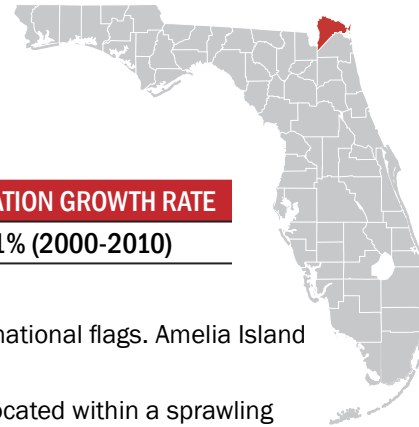 ATION GROWTH RATE
1% (2000-2010)
national flags. Amelia Island
ocated within a sprawling